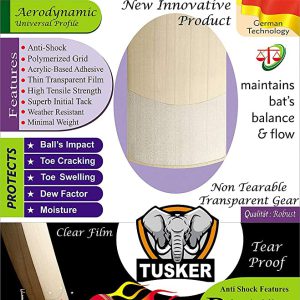 Aerodynamic
Universal Profile
New Innovative
Product
German
Technology
Features
Anti-Shock
Polymerized Grid
Acrylic-Based Adhesive
Thin Transparent Film
High Tensile Strength
Superb Initial Tack
Weather Resistant
Minimal Weight
maintains
bat's
balance
& flow
PROTECTS
Ball's Impact
Toe Cracking
Toe Swelling
Dew Factor
Moisture
Non Tearable
Transparent Gear
Qualität : Robust
Clear Film
Tear
Proof
TUSKER
Anti Shock Features